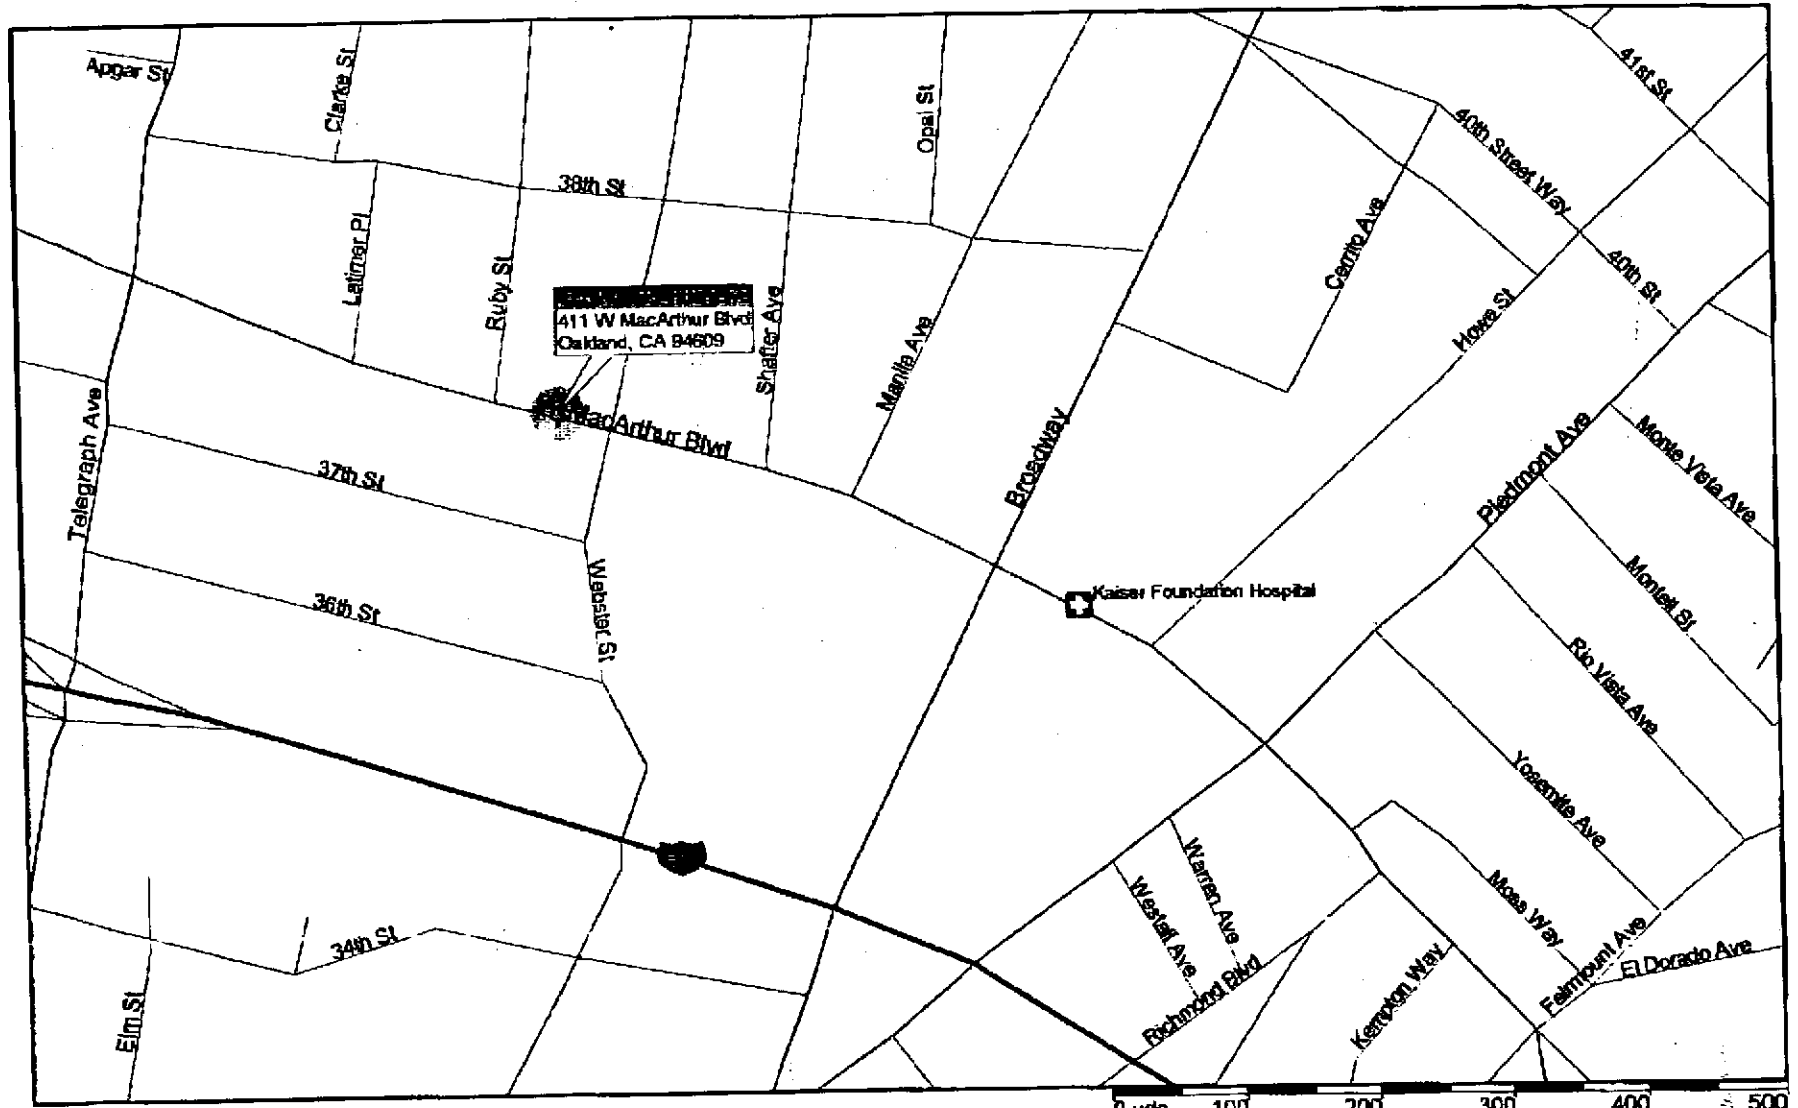 Apgar St
Clarke St
Opal St
41st St
40th Street Way
38th St
Latimer Pl
Ruby St
Cerrito Ave
40th St
411 W MacArthur Blvd
Oakland, CA 94609
Shafter Ave
Manila Ave
Howe St
Telegraph Ave
MacArthur Blvd
Broadway
Piedmont Ave
Monte Vista Ave
37th St
Webster St
Kaiser Foundation Hospital
Montell St
36th St
Rio Vista Ave
Yosemite Ave
Warren Ave
Westall Ave
Moss Way
34th St
Richmond Blvd
Kempton Way
Fairmount Ave
El Dorado Ave
Elm St
0 yds 100 200 300 400 500